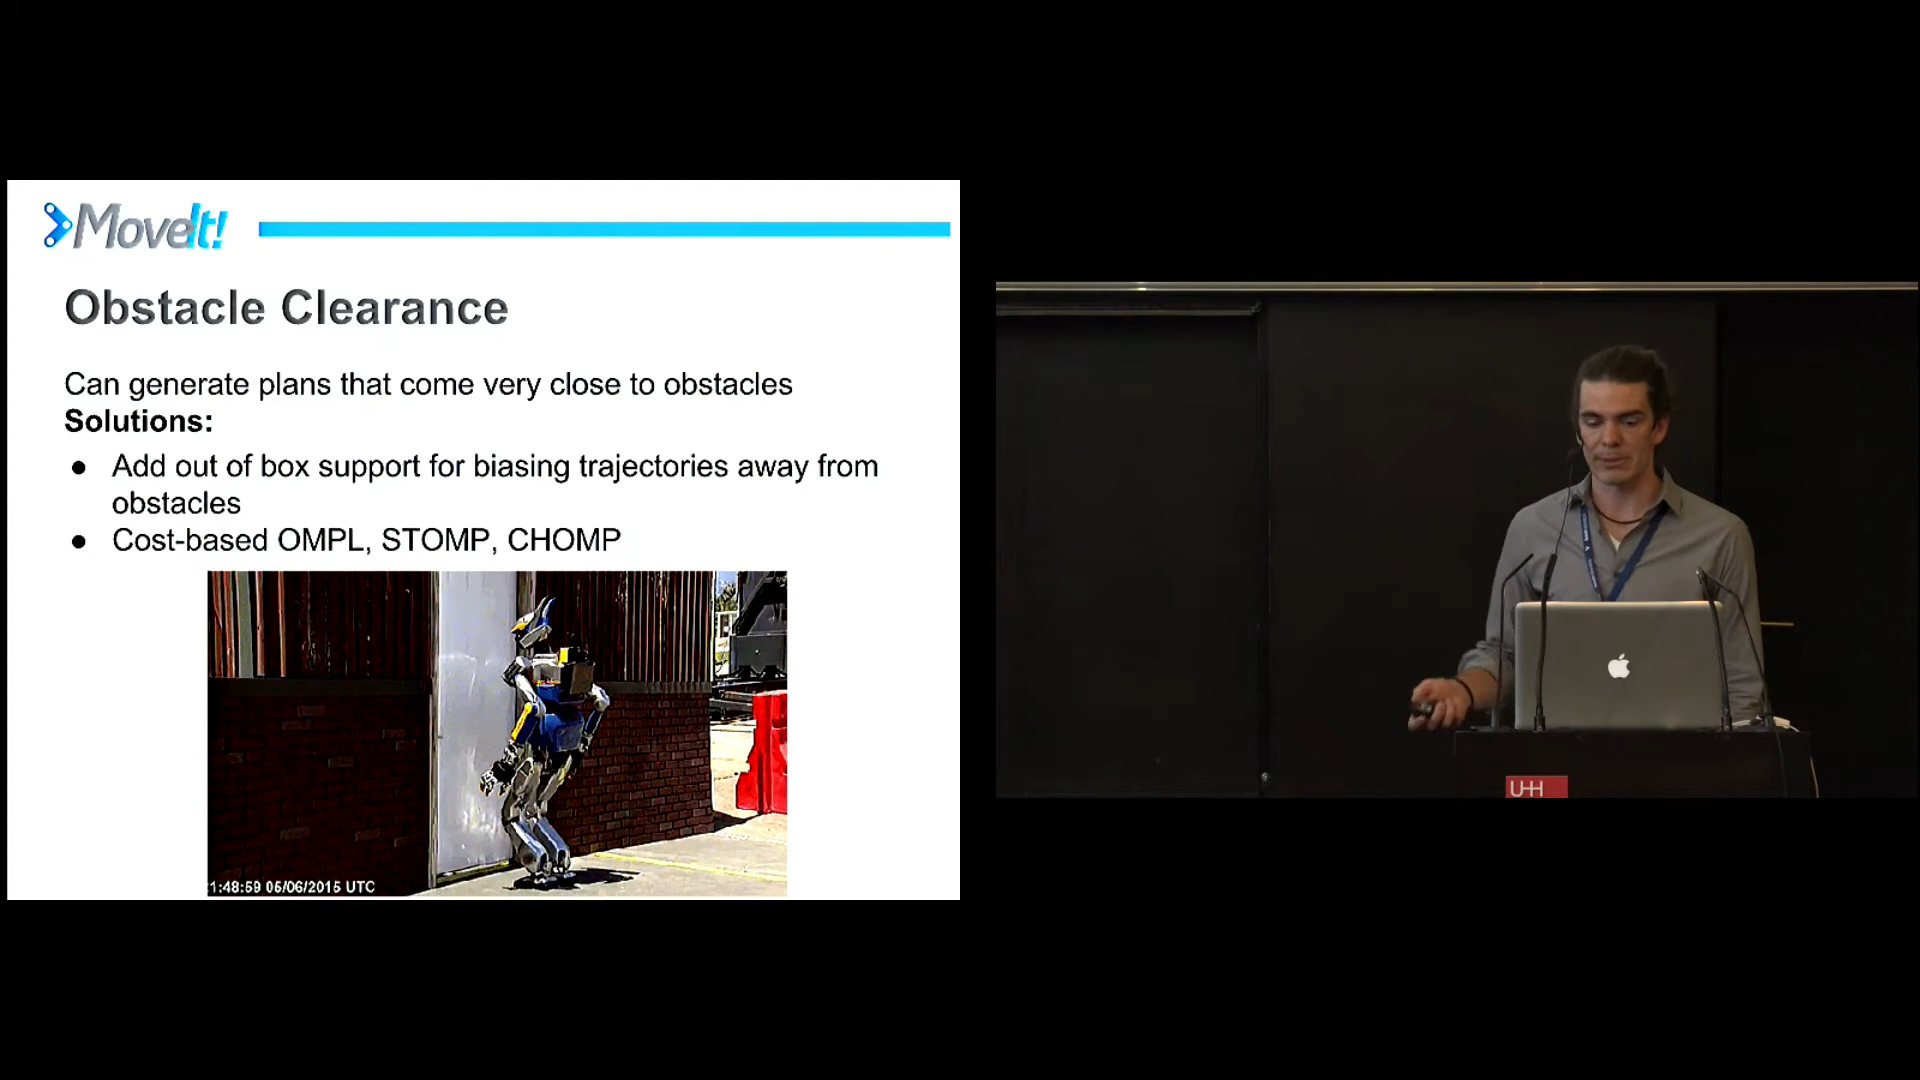 MoveIt!
Obstacle Clearance
Can generate plans that come very close to obstacles
Solutions:
● Add out of box support for biasing trajectories away from
obstacles
● Cost-based OMPL, STOMP, CHOMP
1:48:59 05/06/2015 UTC
UHH